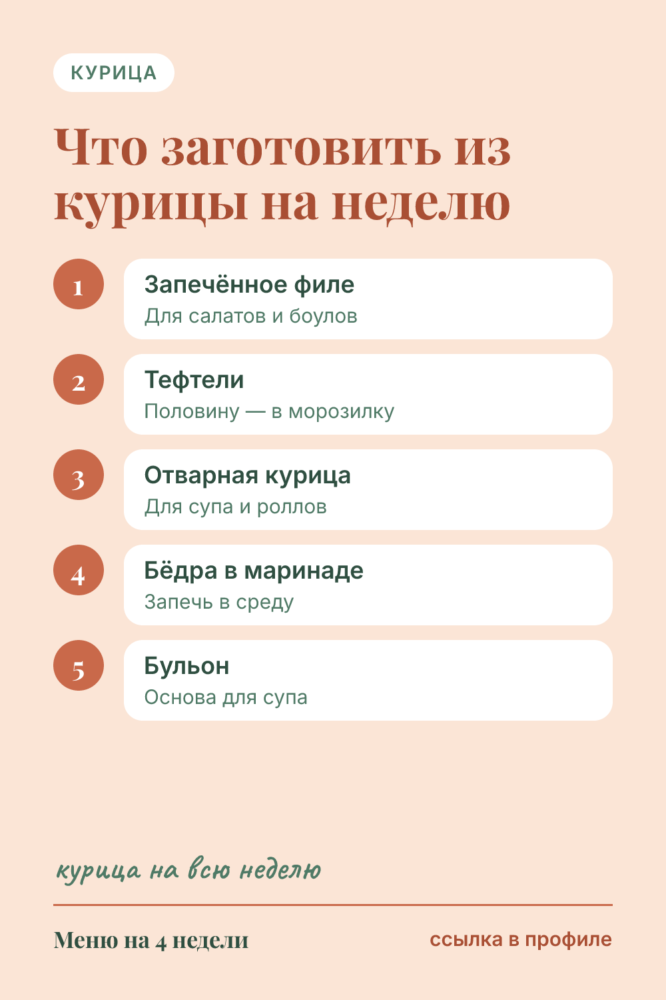 КУРИЦА
Что заготовить из
курицы на неделю
1
Запечённое филе
Для салатов и боулов
2
Тефтели
Половину — в морозилку
3
Отварная курица
Для супа и роллов
4
Бёдра в маринаде
Запечь в среду
5
Бульон
Основа для супа
курица на всю неделю
Меню на 4 недели
ссылка в профиле